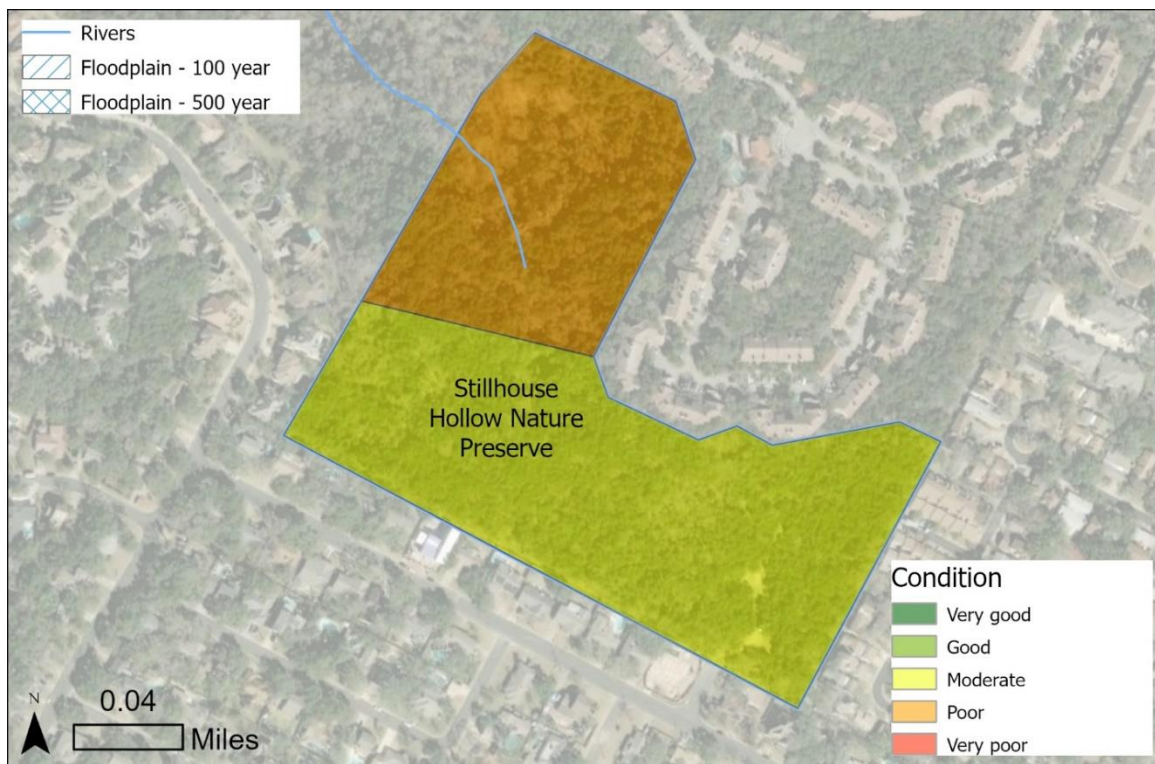 Rivers
Floodplain - 100 year
Floodplain - 500 year
Stillhouse
Hollow Nature
Preserve
Condition
Very good
Good
Moderate
Poor
Very poor
N
0.04
Miles